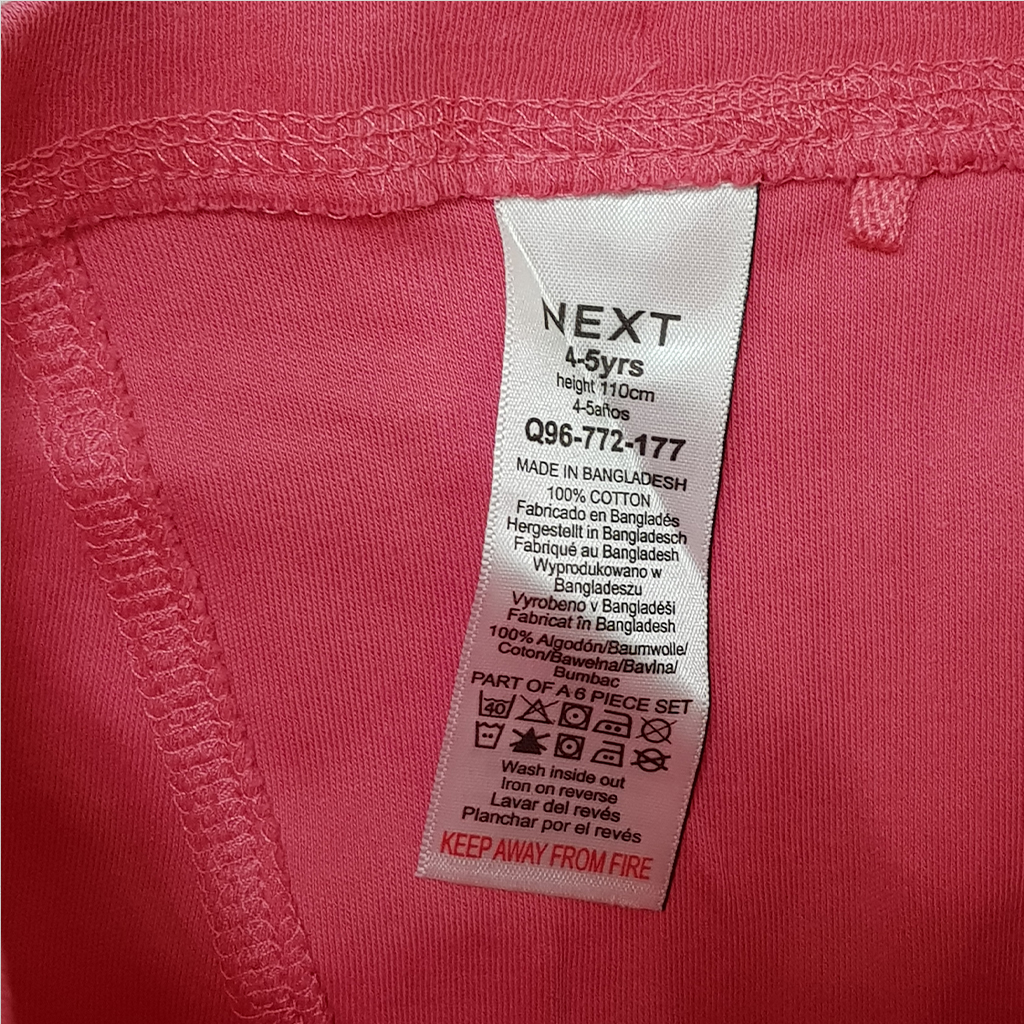 NEXT
4-5yrs
height 110cm
4-5años
Q96-772-177
MADE IN BANGLADESH
100% COTTON
Fabricado en Bangladés
Hergestellt in Bangladesch
Fabriqué au Bangladesh
Wyprodukowano w
Bangladeszu
Vyrobeno v Bangladéši
Fabricat în Bangladesh
100% Algodón/Baumwolle/
Coton/Bawełna/Bavlna/
Bumbac
PART OF A 6 PIECE SET
40
Wash inside out
Iron on reverse
Lavar del revés
Planchar por el revés
KEEP AWAY FROM FIRE